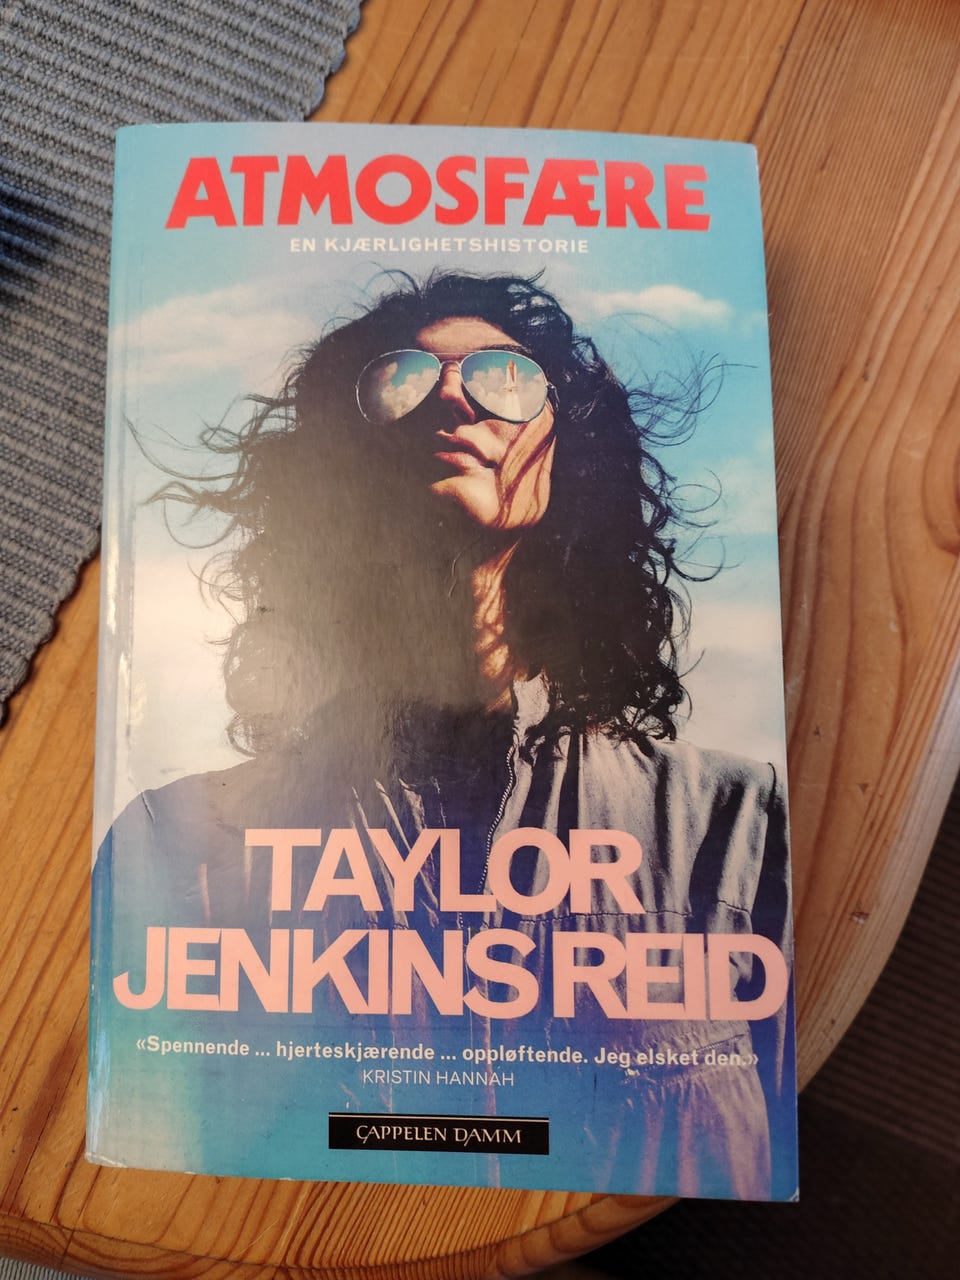 ATMOSFÆRE
EN KJÆRLIGHETSHISTORIE
TAYLOR
JENKINS REID
«Spennende ... hjerteskjærende ... oppløftende. Jeg elsket den.»
KRISTIN HANNAH
CAPPELEN DAMM